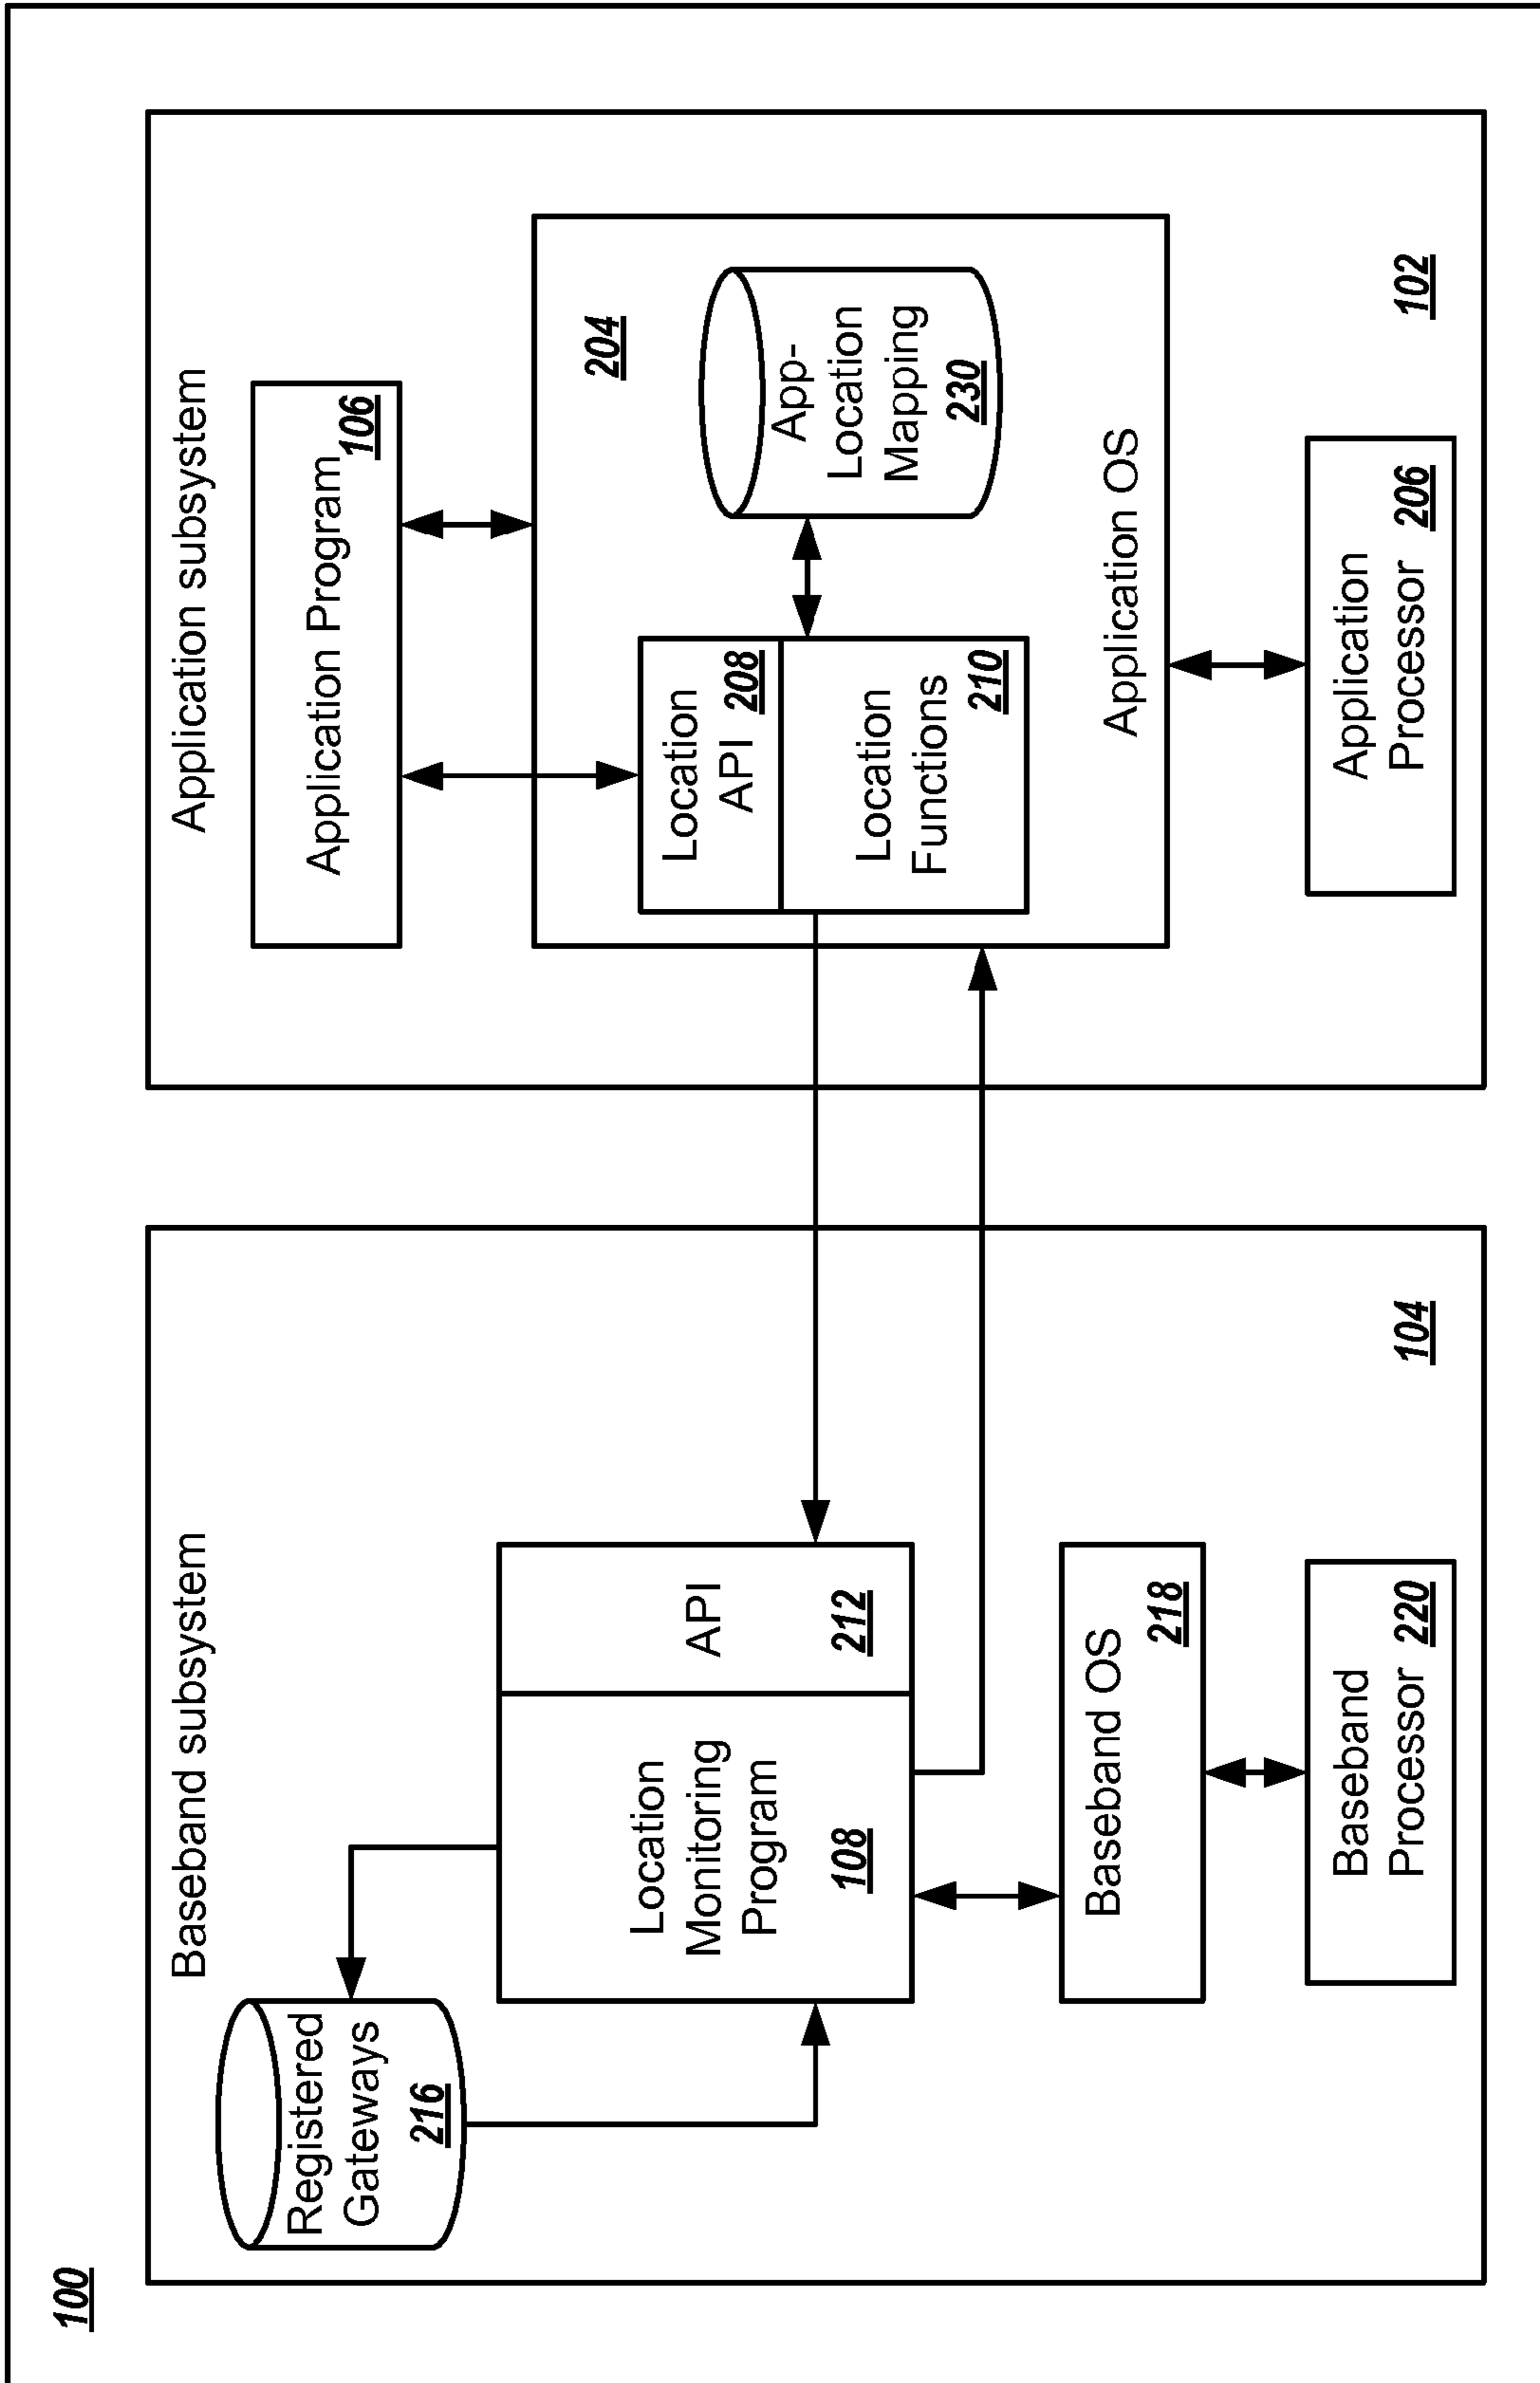 100
Baseband subsystem
Registered
Gateways
216
Location
Monitoring
Program
108
API
212
Baseband OS
218
Baseband
Processor 220
104
Application subsystem
Application Program
106
204
Location
API 208
Location
Functions
210
App-
Location
Mapping
230
Application OS
Application
Processor 206
102